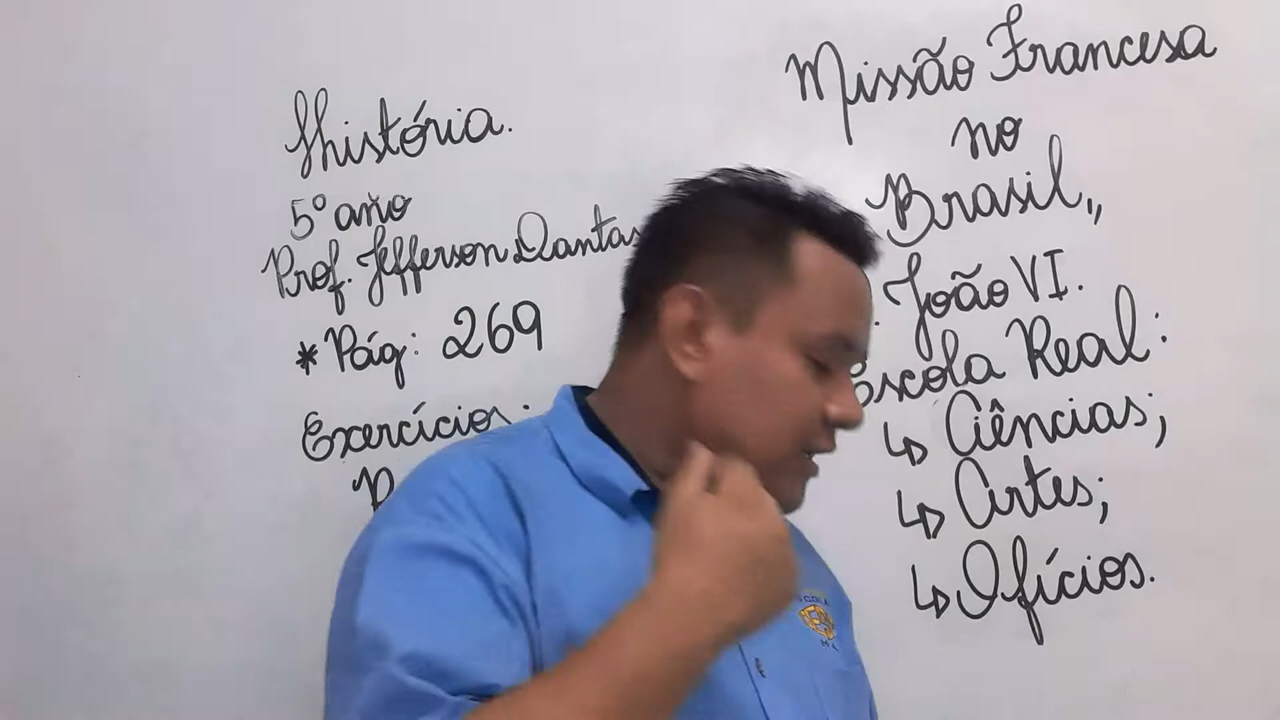 História.
5º ano
Prof. Jefferson Dantas
* Pág: 269
Exercícios.
Missão Francesa
no
Brasil,,
. João VI.
Escola Real:
↳ Ciências;
↳ Artes;
↳ Ofícios.